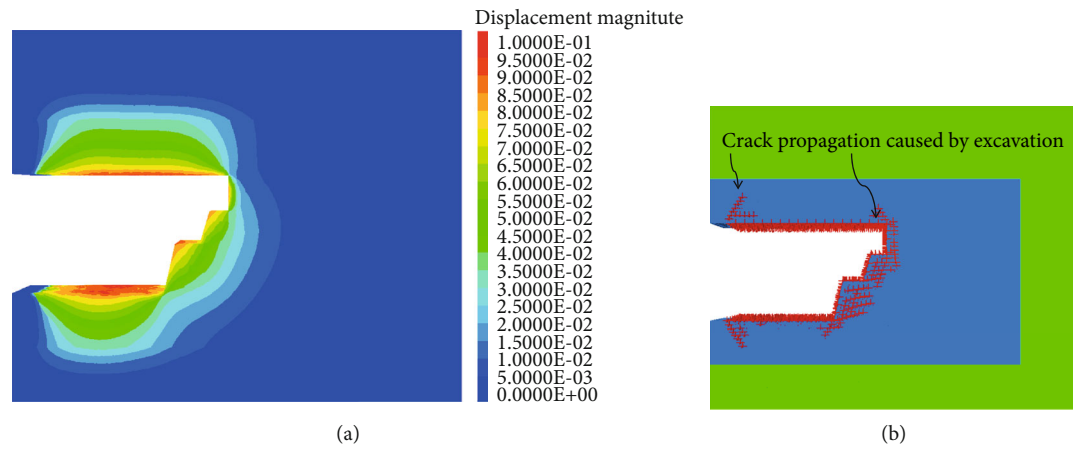 Displacement magnitute
1.0000E-01
9.5000E-02
9.0000E-02
8.5000E-02
8.0000E-02
7.5000E-02
7.0000E-02
6.5000E-02
6.0000E-02
5.5000E-02
5.0000E-02
4.5000E-02
4.0000E-02
3.5000E-02
3.0000E-02
2.5000E-02
2.0000E-02
1.5000E-02
1.0000E-02
5.0000E-03
0.0000E+00
(a)
Crack propagation caused by excavation
(b)